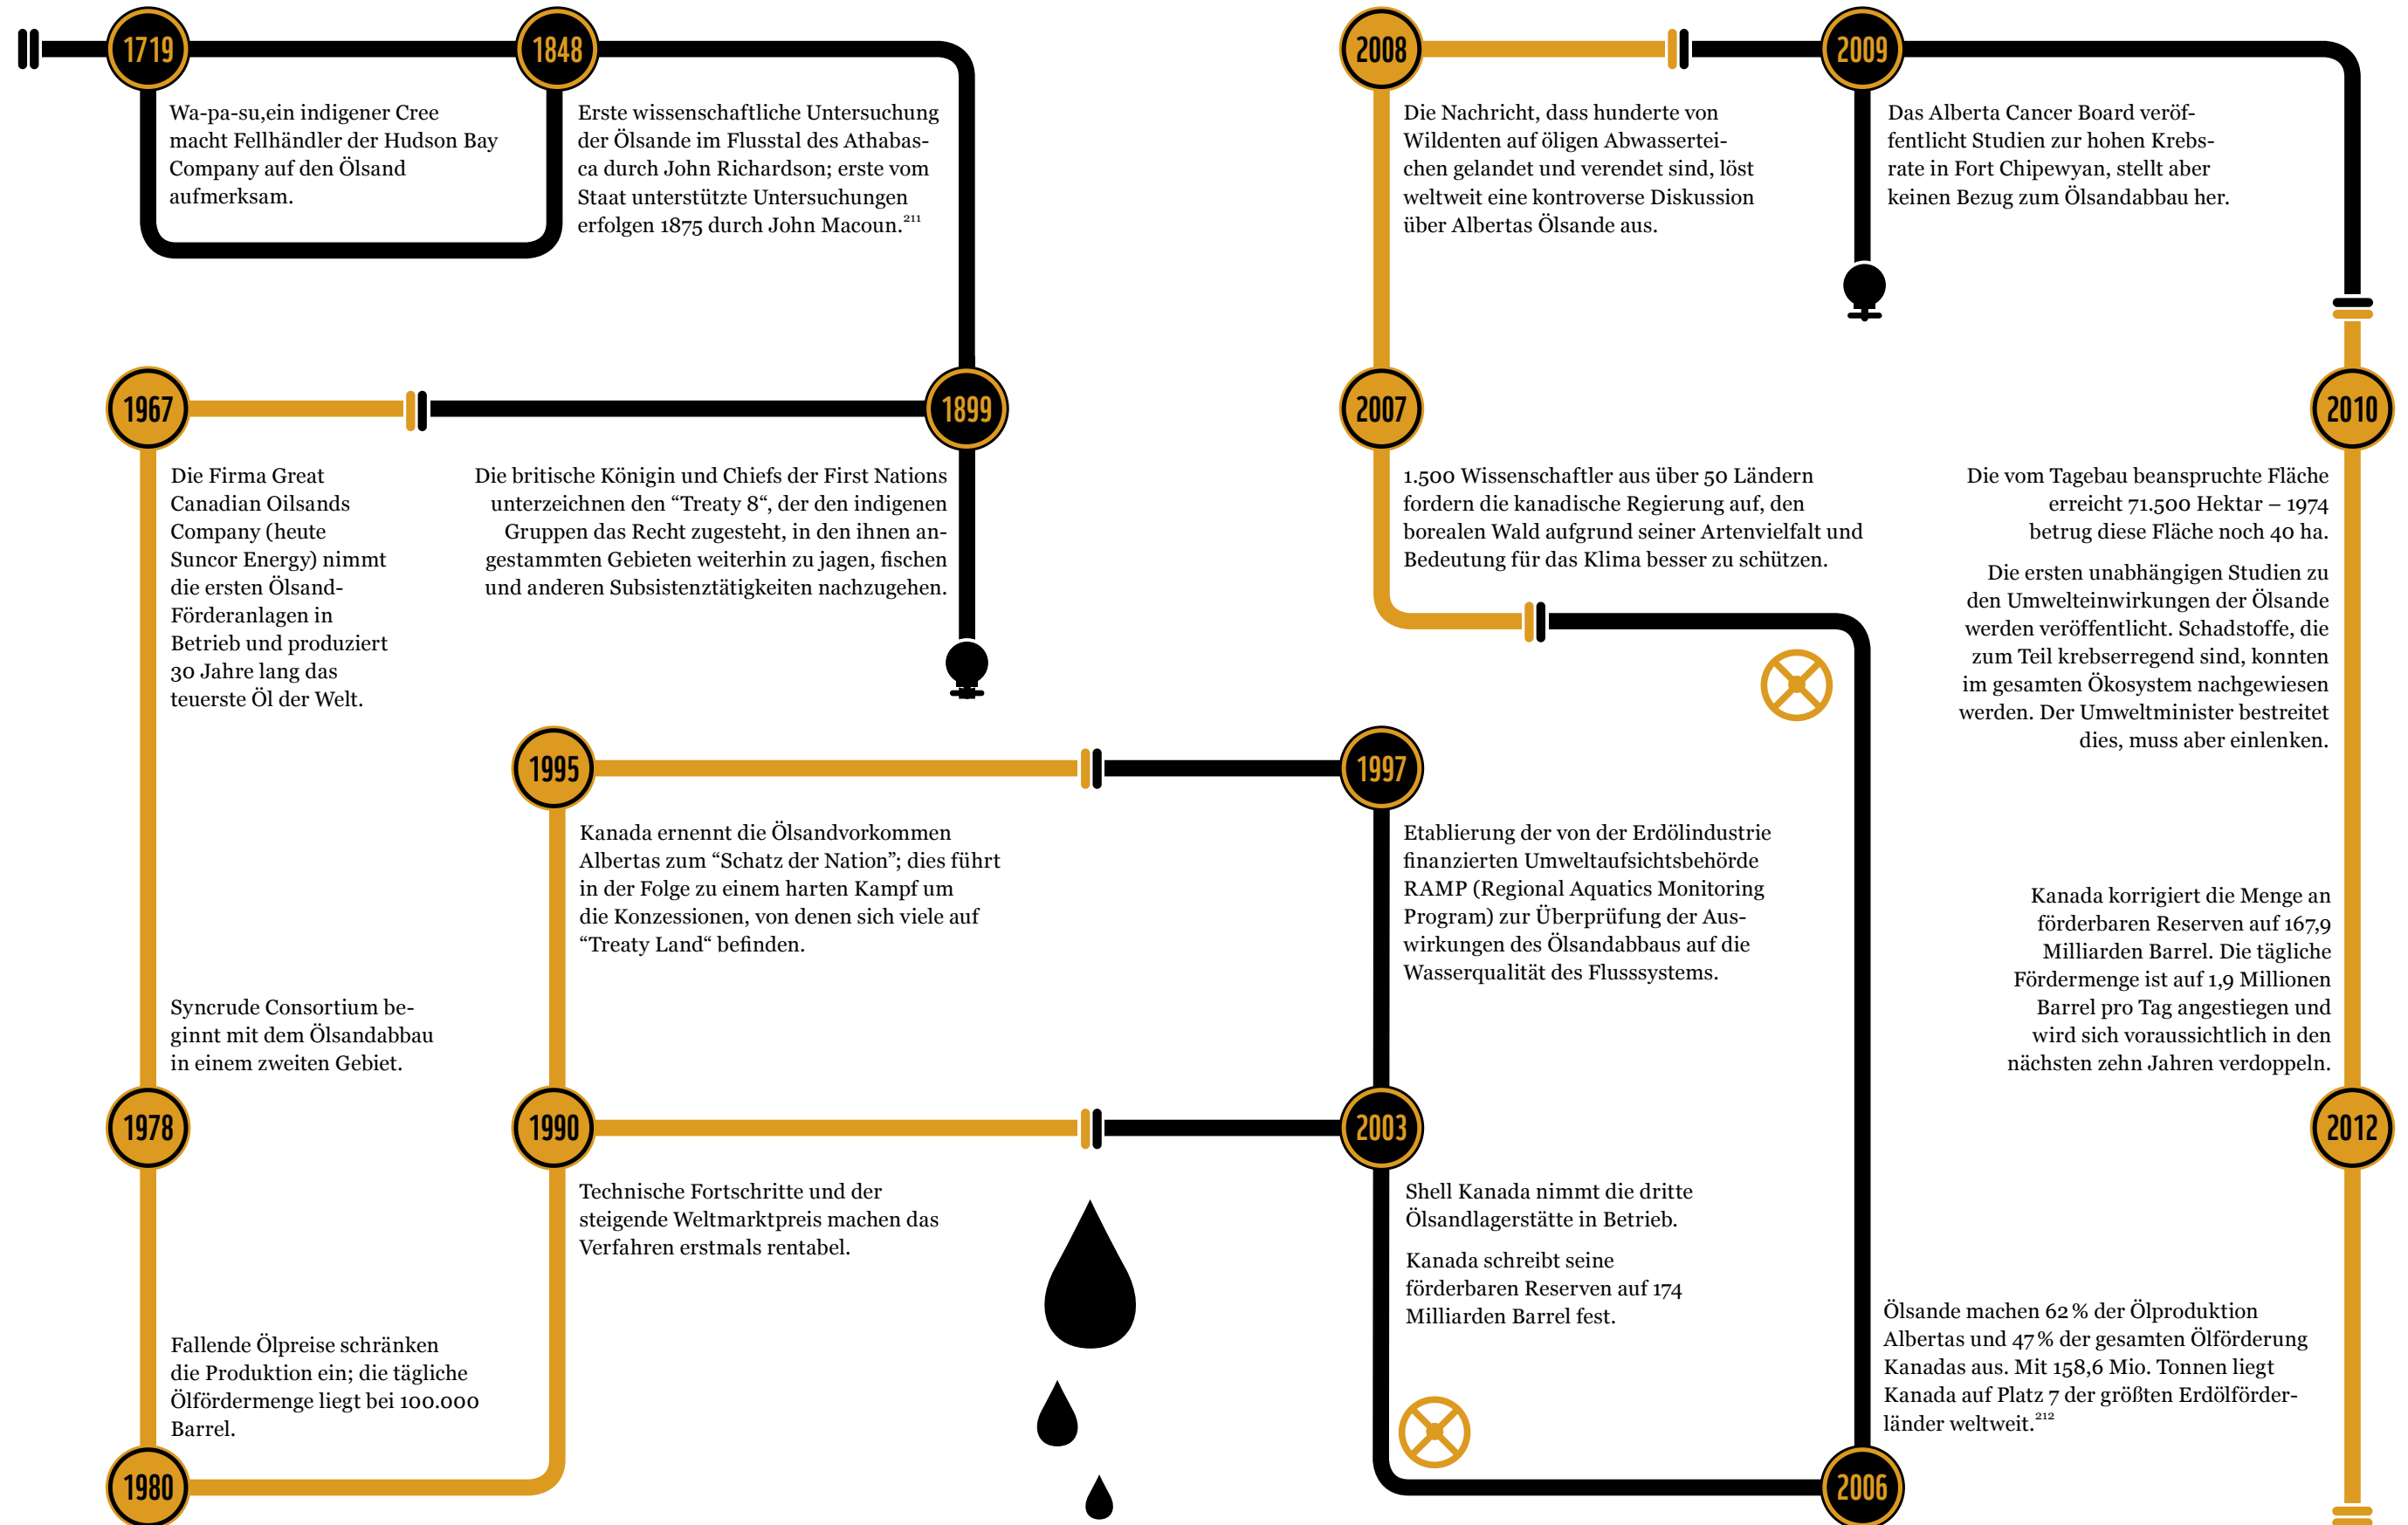 1719
Wa-pa-su,ein indigener Cree
macht Fellhändler der Hudson Bay
Company auf den Ölsand
aufmerksam.
1848
Erste wissenschaftliche Untersuchung
der Ölsande im Flusstal des Athabas-
ca durch John Richardson; erste vom
Staat unterstützte Untersuchungen
erfolgen 1875 durch John Macoun.211
1899
Die britische Königin und Chiefs der First Nations
unterzeichnen den “Treaty 8“, der den indigenen
Gruppen das Recht zugesteht, in den ihnen an-
gestammten Gebieten weiterhin zu jagen, fischen
und anderen Subsistenztätigkeiten nachzugehen.
1967
Die Firma Great
Canadian Oilsands
Company (heute
Suncor Energy) nimmt
die ersten Ölsand-
Förderanlagen in
Betrieb und produziert
30 Jahre lang das
teuerste Öl der Welt.
Syncrude Consortium be-
ginnt mit dem Ölsandabbau
in einem zweiten Gebiet.
1978
Fallende Ölpreise schränken
die Produktion ein; die tägliche
Ölfördermenge liegt bei 100.000
Barrel.
1980
1990
Technische Fortschritte und der
steigende Weltmarktpreis machen das
Verfahren erstmals rentabel.
1995
Kanada ernennt die Ölsandvorkommen
Albertas zum “Schatz der Nation”; dies führt
in der Folge zu einem harten Kampf um
die Konzessionen, von denen sich viele auf
“Treaty Land“ befinden.
1997
Etablierung der von der Erdölindustrie
finanzierten Umweltaufsichtsbehörde
RAMP (Regional Aquatics Monitoring
Program) zur Überprüfung der Aus-
wirkungen des Ölsandabbaus auf die
Wasserqualität des Flusssystems.
2003
Shell Kanada nimmt die dritte
Ölsandlagerstätte in Betrieb.
Kanada schreibt seine
förderbaren Reserven auf 174
Milliarden Barrel fest.
Ölsande machen 62 % der Ölproduktion
Albertas und 47 % der gesamten Ölförderung
Kanadas aus. Mit 158,6 Mio. Tonnen liegt
Kanada auf Platz 7 der größten Erdölförder-
länder weltweit.212
2006
2007
1.500 Wissenschaftler aus über 50 Ländern
fordern die kanadische Regierung auf, den
borealen Wald aufgrund seiner Artenvielfalt und
Bedeutung für das Klima besser zu schützen.
2008
Die Nachricht, dass hunderte von
Wildenten auf öligen Abwassertei-
chen gelandet und verendet sind, löst
weltweit eine kontroverse Diskussion
über Albertas Ölsande aus.
2009
Das Alberta Cancer Board veröf-
fentlicht Studien zur hohen Krebs-
rate in Fort Chipewyan, stellt aber
keinen Bezug zum Ölsandabbau her.
2010
Die vom Tagebau beanspruchte Fläche
erreicht 71.500 Hektar – 1974
betrug diese Fläche noch 40 ha.
Die ersten unabhängigen Studien zu
den Umwelteinwirkungen der Ölsande
werden veröffentlicht. Schadstoffe, die
zum Teil krebserregend sind, konnten
im gesamten Ökosystem nachgewiesen
werden. Der Umweltminister bestreitet
dies, muss aber einlenken.
Kanada korrigiert die Menge an
förderbaren Reserven auf 167,9
Milliarden Barrel. Die tägliche
Fördermenge ist auf 1,9 Millionen
Barrel pro Tag angestiegen und
wird sich voraussichtlich in den
nächsten zehn Jahren verdoppeln.
2012